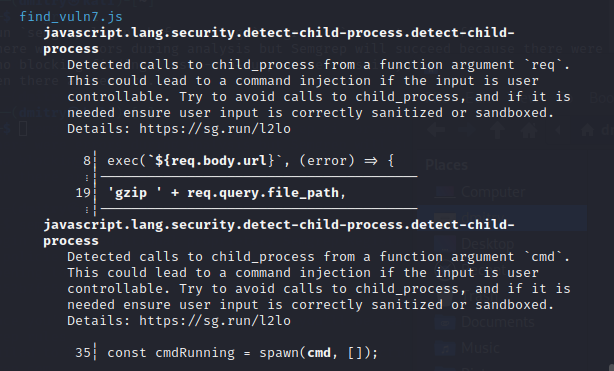 find_vuln7.js
javascript.lang.security.detect-child-process.detect-child-
process
Detected calls to child_process from a function argument `req`.
This could lead to a command injection if the input is user
controllable. Try to avoid calls to child_process, and if it is
needed ensure user input is correctly sanitized or sandboxed.
Details: https://sg.run/l2lo
8┆ exec(`${req.body.url}`, (error) => {
⋮┆
19┆ 'gzip ' + req.query.file_path,
⋮┆
javascript.lang.security.detect-child-process.detect-child-
process
Detected calls to child_process from a function argument `cmd`.
This could lead to a command injection if the input is user
controllable. Try to avoid calls to child_process, and if it is
needed ensure user input is correctly sanitized or sandboxed.
Details: https://sg.run/l2lo
35┆ const cmdRunning = spawn(cmd, []);
Places
Computer
Desktop
Documents
Music